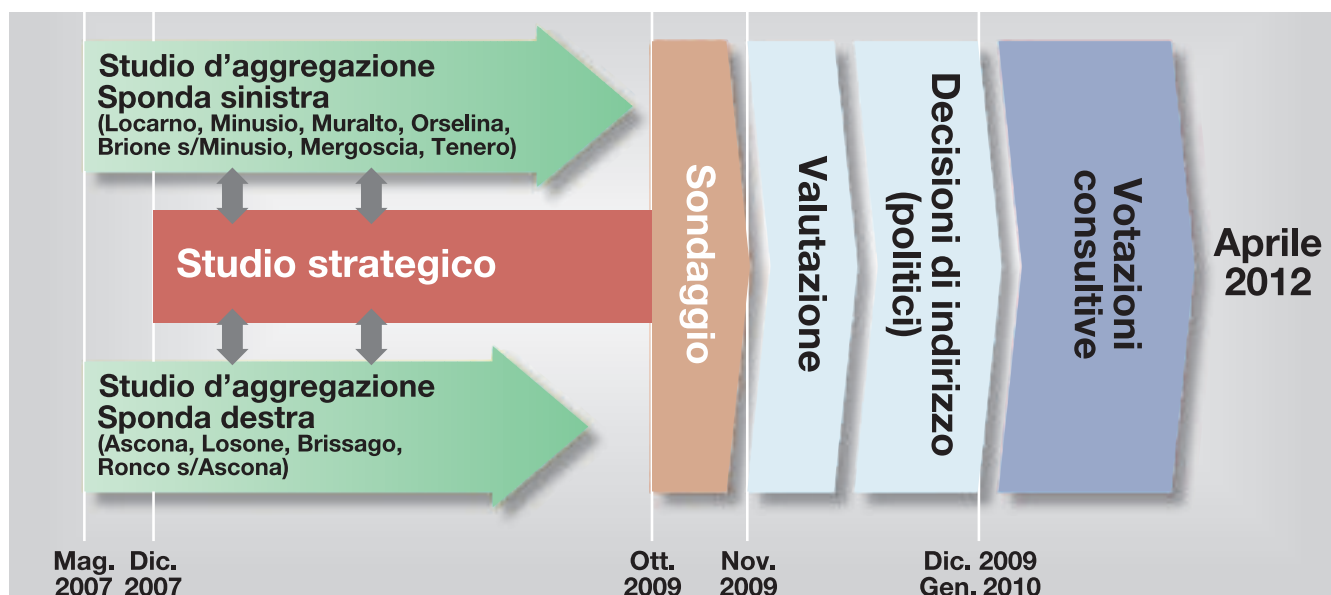 Studio d’aggregazione
Sponda sinistra
(Locarno, Minusio, Muralto, Orselina,
Brione s/Minusio, Mergoscia, Tenero)
Studio strategico
Studio d’aggregazione
Sponda destra
(Ascona, Losone, Brissago,
Ronco s/Ascona)
Sondaggio
Valutazione
Decisioni di indirizzo
(politici)
Votazioni
consultive
Aprile
2012
Mag.
2007
Dic.
2007
Ott.
2009
Nov.
2009
Dic. 2009
Gen. 2010